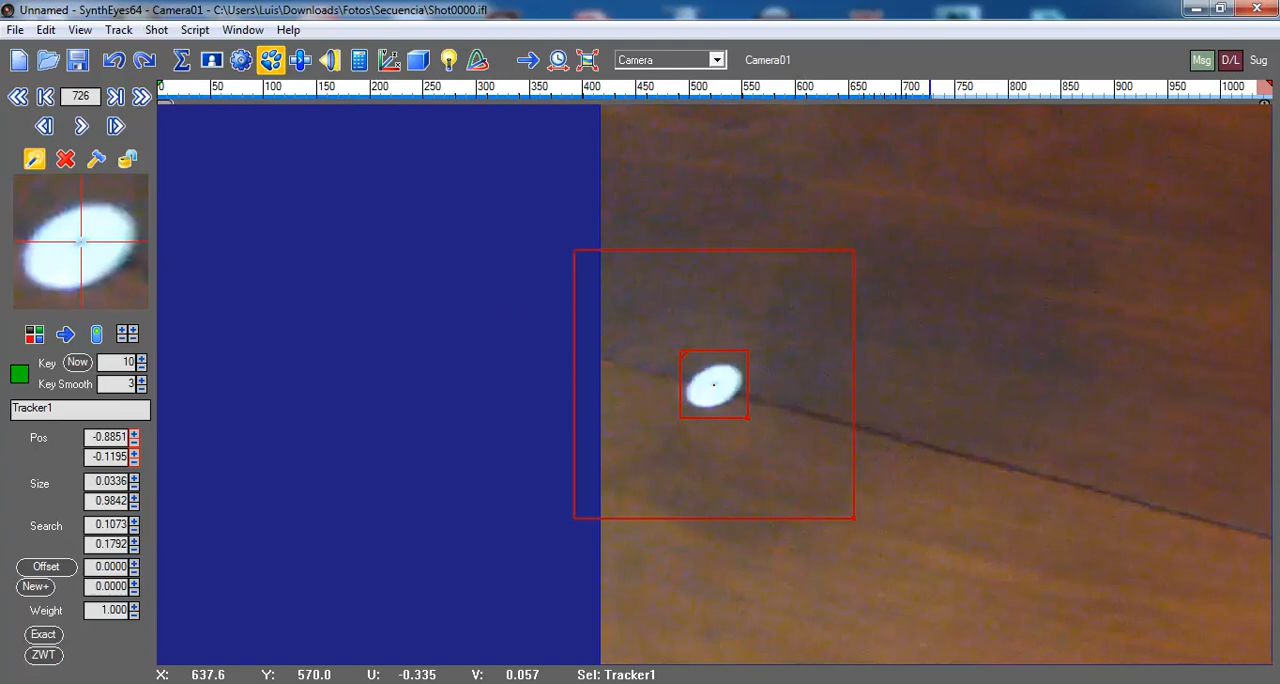 Unnamed - SynthEyes64 - Camera01 - C:\Users\Luis\Downloads\Fotos\Secuencia\Shot0000.ifl
File Edit View Track Shot Script Window Help
Camera Camera01 Msg D/L Sug
726 0 50 100 150 200 250 300 350 400 450 500 550 600 650 700 750 800 850 900 950 1000
Key Now 10
Key Smooth 3
Tracker1
Pos -0.8851
-0.1195
Size 0.0336
0.9842
Search 0.1073
0.1792
Offset 0.0000
New+ 0.0000
Weight 1.000
Exact
ZWT
X: 637.6 Y: 570.0 U: -0.335 V: 0.057 Sel: Tracker1